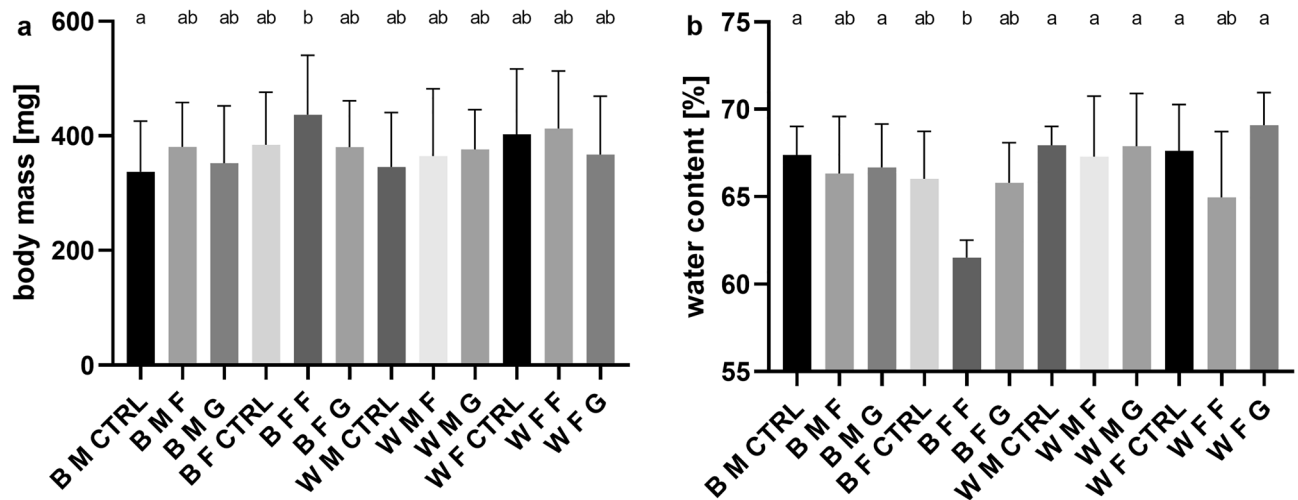 a
body mass [mg]
600
400
200
0
a ab ab ab b ab ab ab ab ab ab ab
B M CTRL
B M F
B M G
B F CTRL
B F F
B F G
W M CTRL
W M F
W M G
W F CTRL
W F F
W F G
b
water content [%]
75
70
65
60
55
a ab a ab b ab a a a a ab a
B M CTRL
B M F
B M G
B F CTRL
B F F
B F G
W M CTRL
W M F
W M G
W F CTRL
W F F
W F G